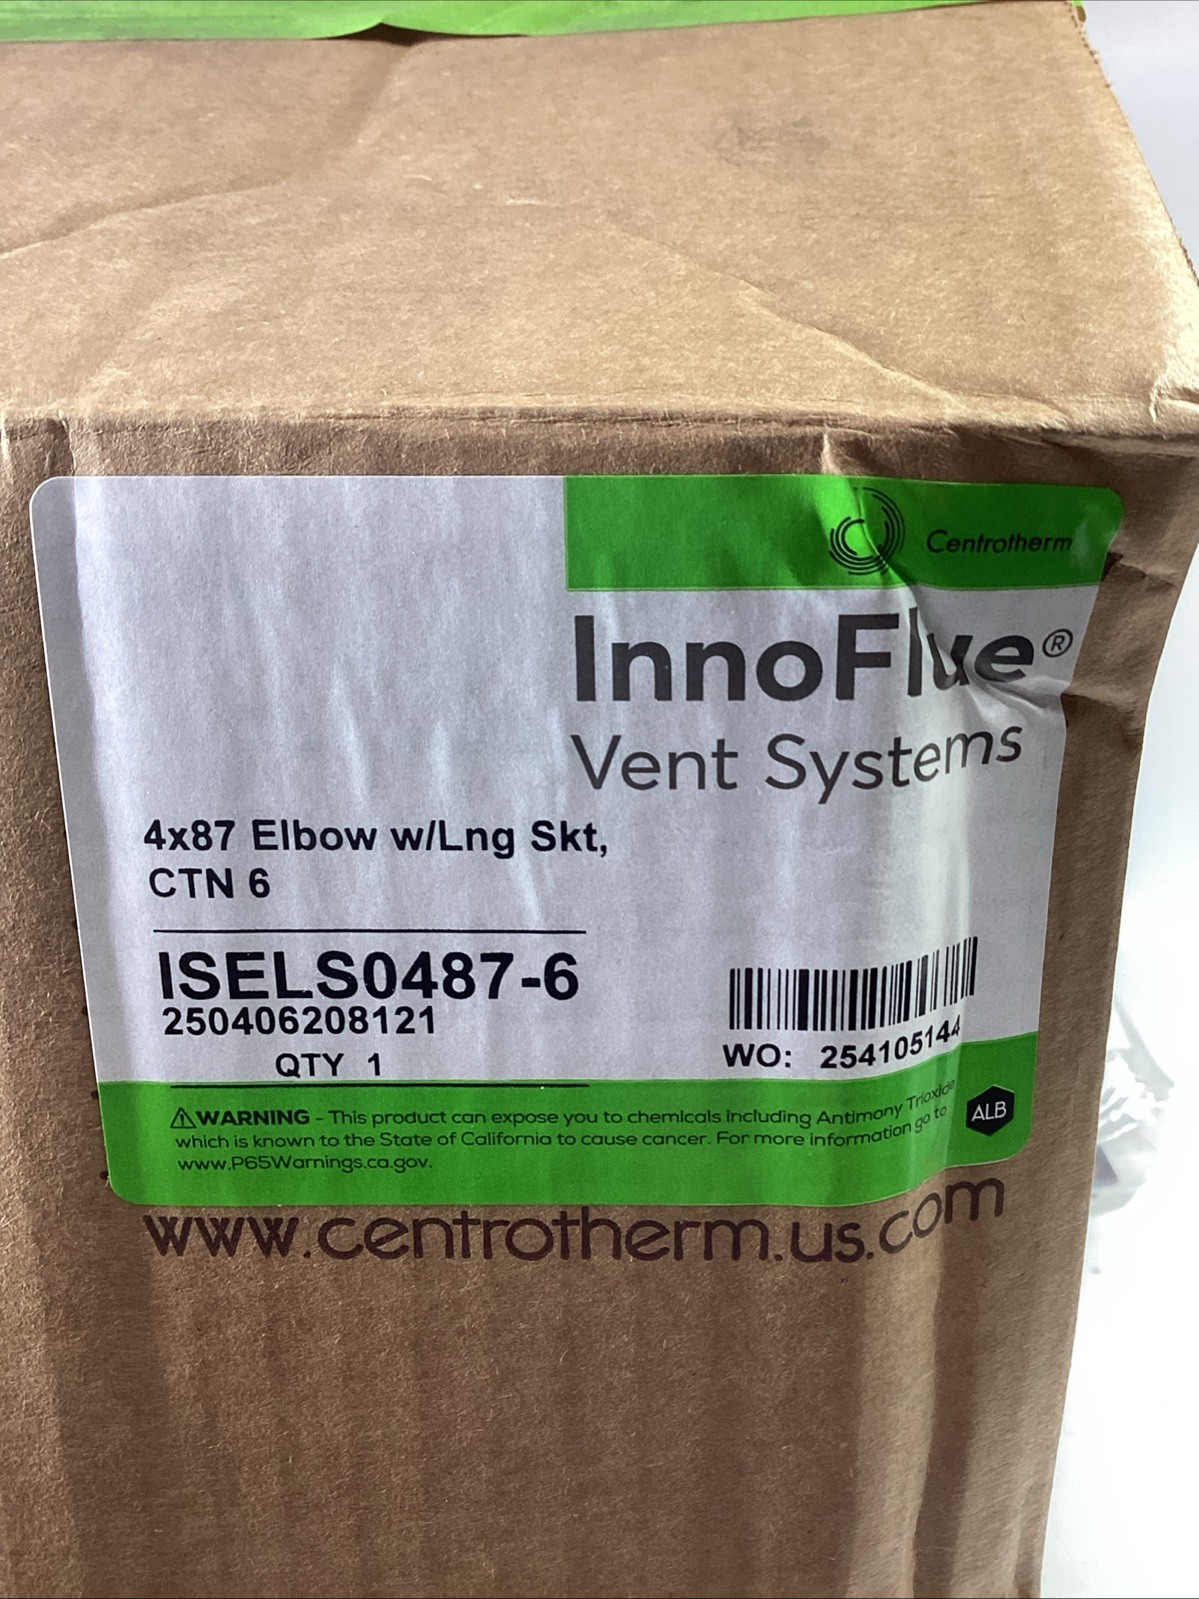 Centrotherm
InnoFlue®
Vent Systems
4x87 Elbow w/Lng Skt,
CTN 6
ISELS0487-6
250406208121
QTY 1
WO: 254105144
⚠WARNING - This product can expose you to chemicals including Antimony Trioxide
which is known to the State of California to cause cancer. For more information go to
www.P65Warnings.ca.gov.
ALB
www.centrotherm.us.com